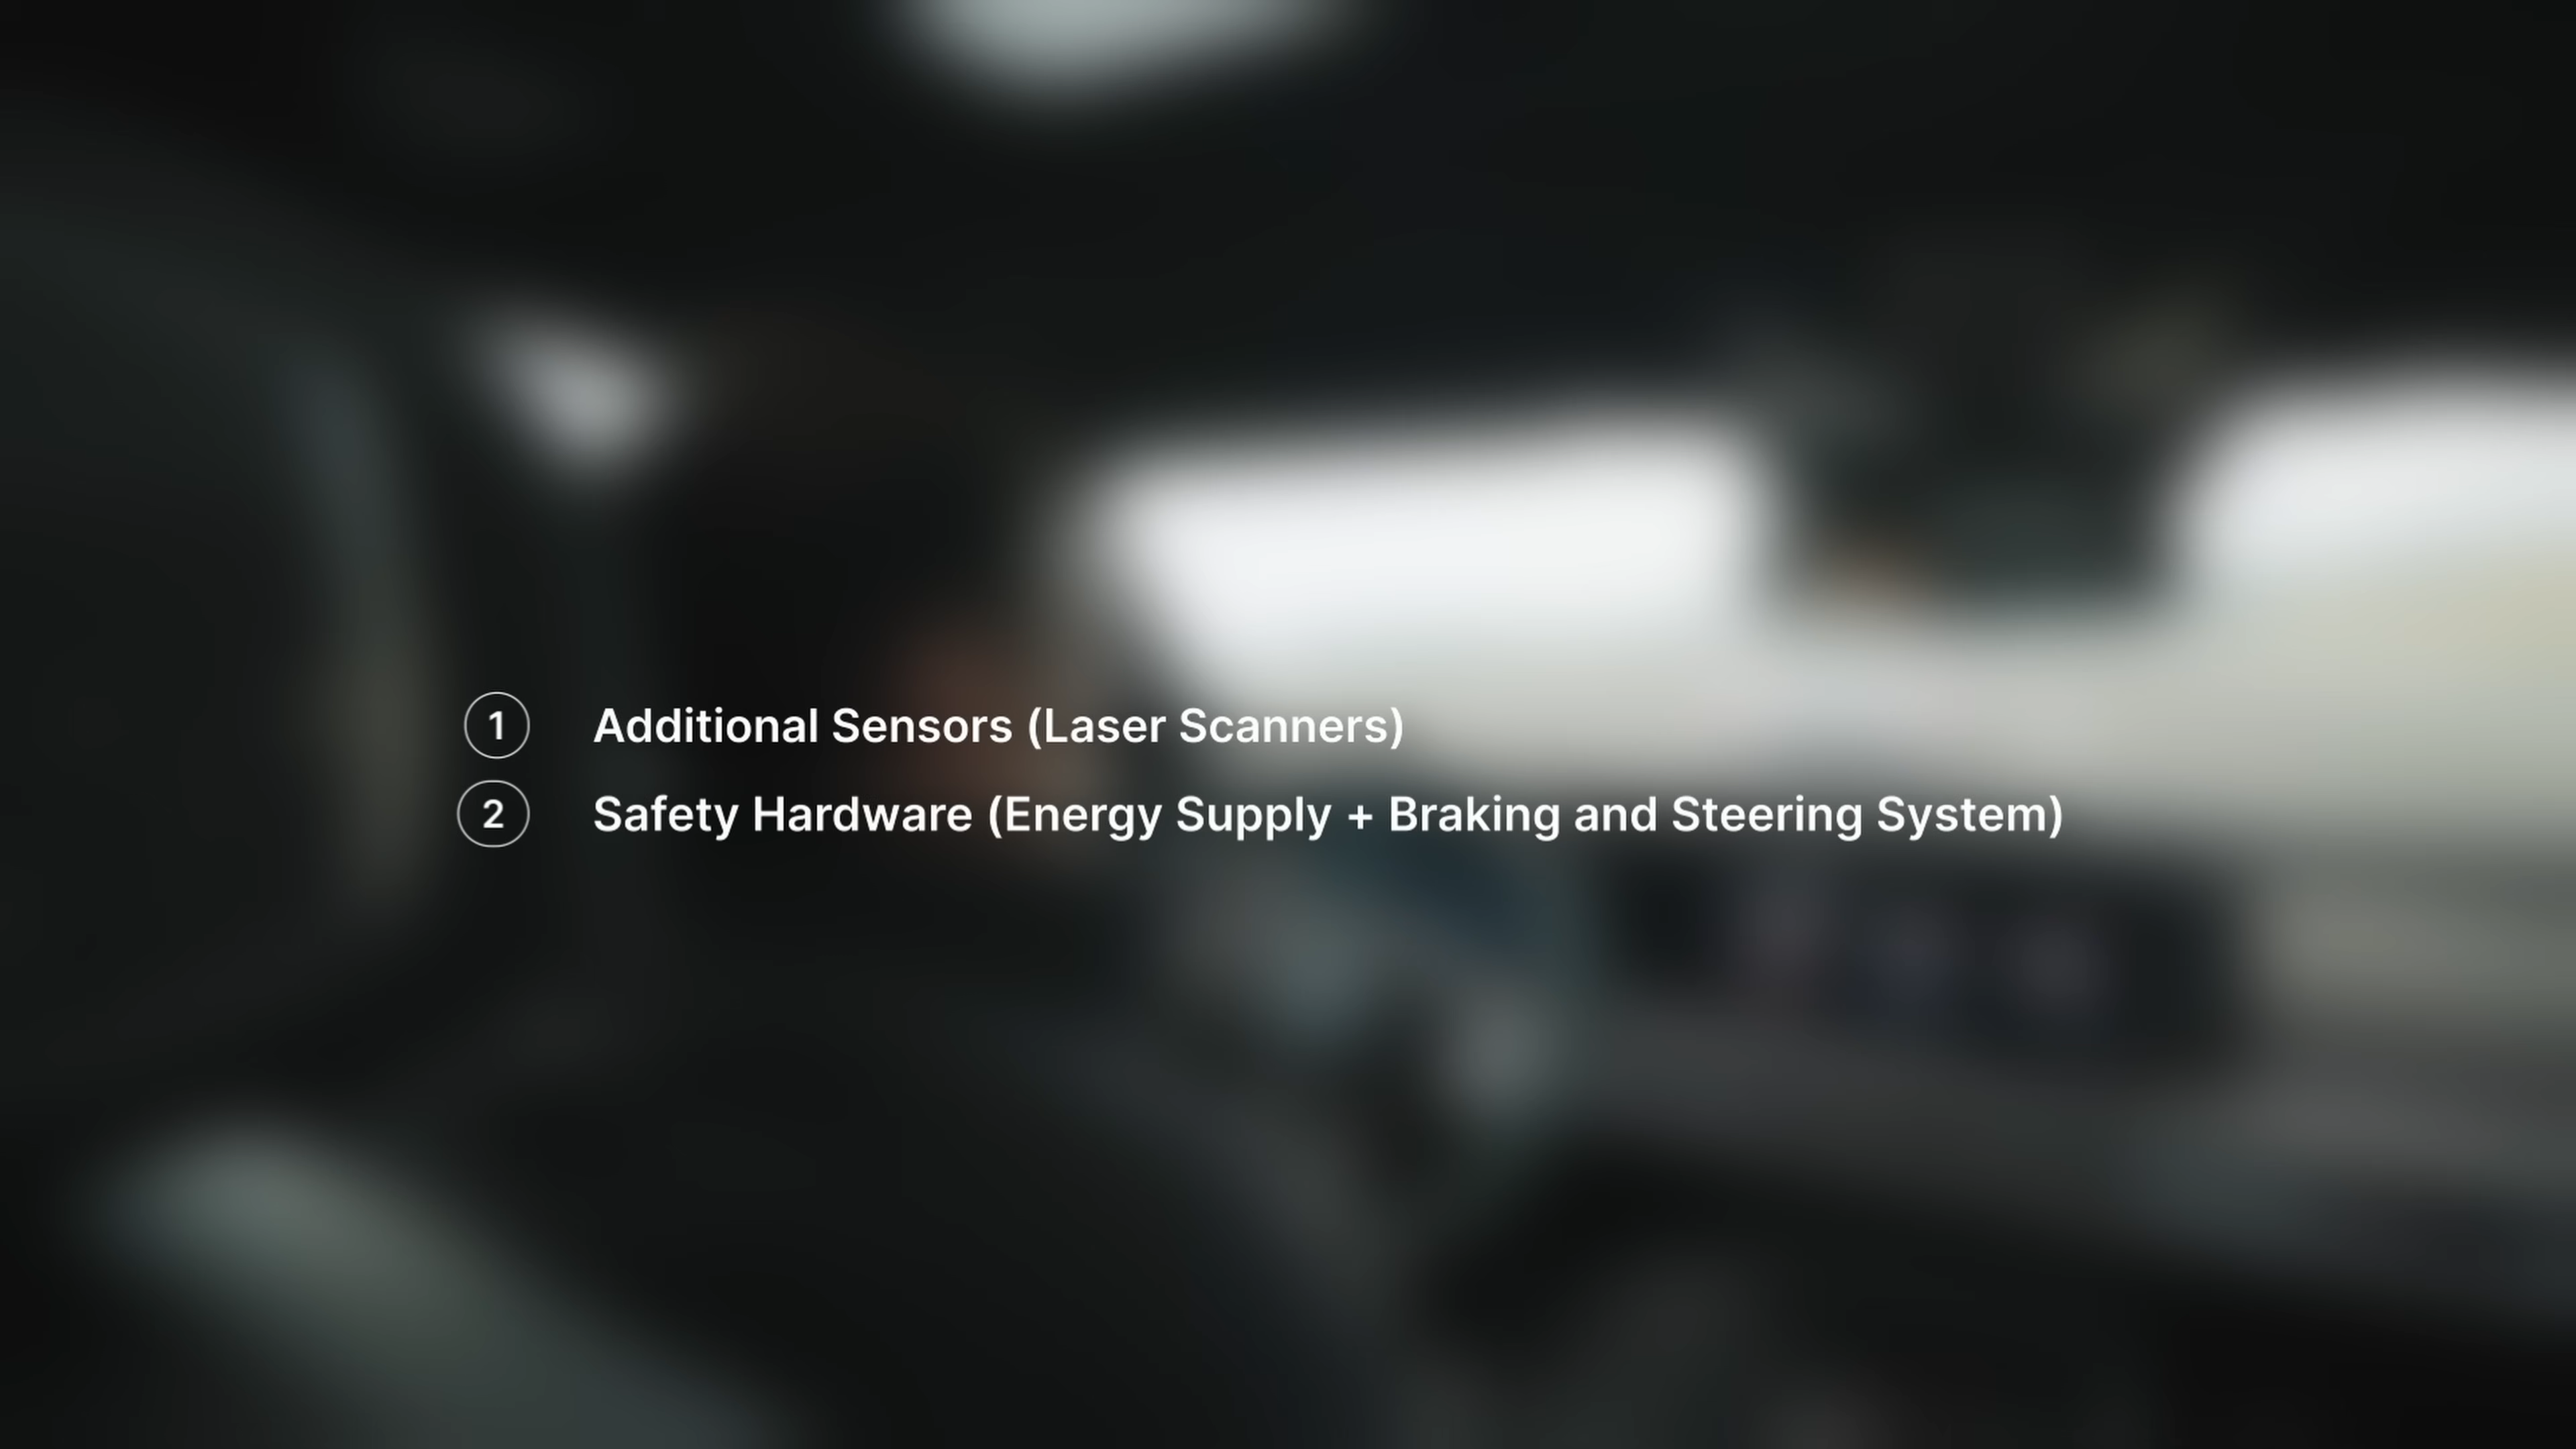 1 Additional Sensors (Laser Scanners)
2 Safety Hardware (Energy Supply + Braking and Steering System)